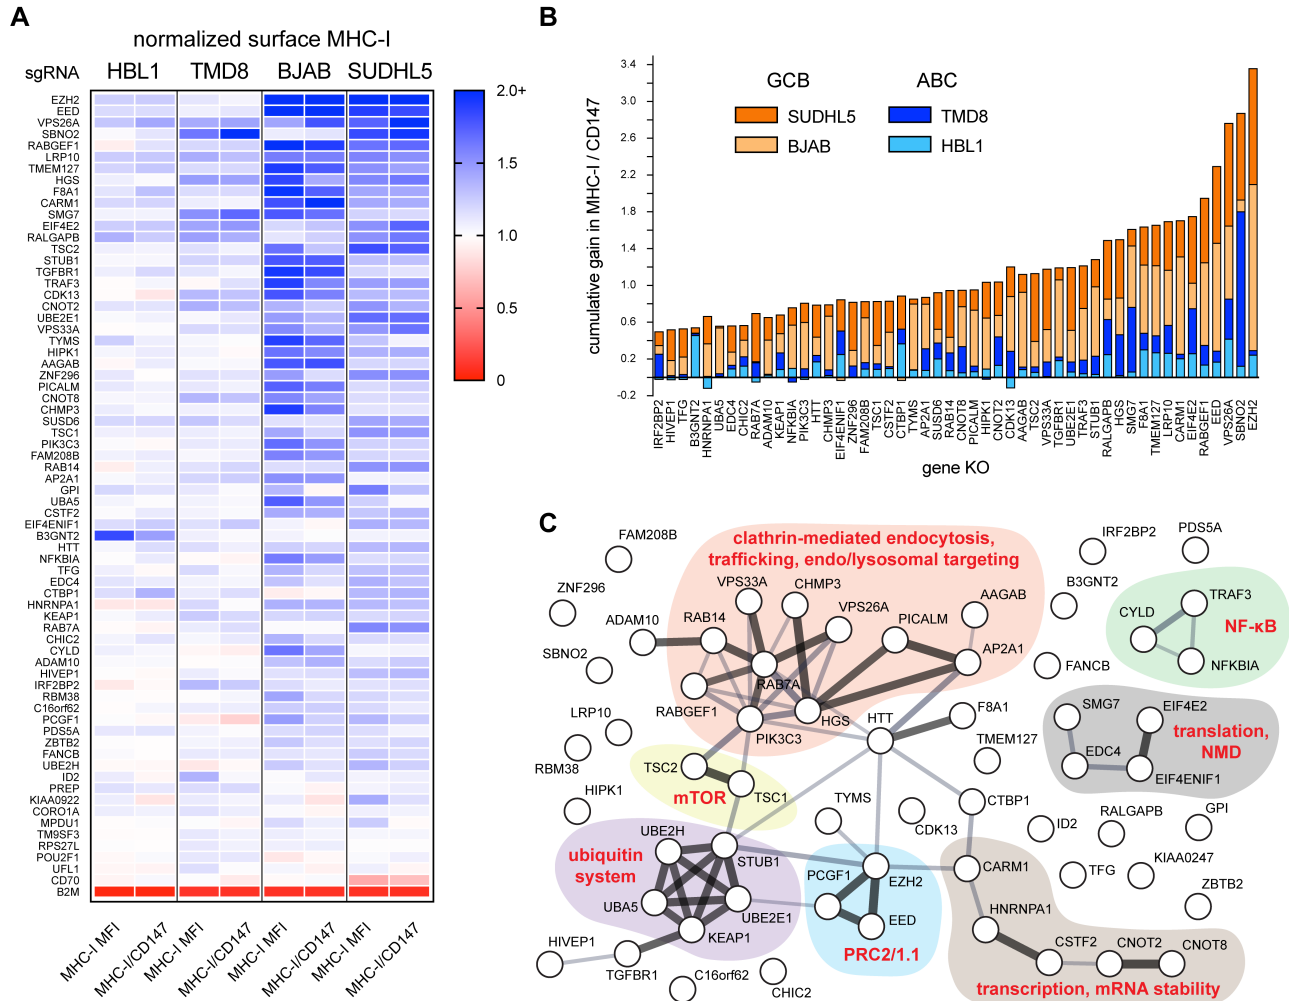 A
normalized surface MHC-I
sgRNA
HBL1
TMD8
BJAB
SUDHL5
EZH2
EED
VPS26A
SBNO2
RABGEF1
LRP10
TMEM127
HGS
F8A1
CARM1
SMG7
EIF4E2
RALGAPB
TSC2
STUB1
TGFBR1
TRAF3
CDK13
CNOT2
UBE2E1
VPS33A
TYMS
HIPK1
AAGAB
ZNF296
PICALM
CNOT8
CHMP3
SUSD6
TSC1
PIK3C3
FAM208B
RAB14
AP2A1
GPI
UBA5
CSTF2
EIF4ENIF1
B3GNT2
HTT
NFKBIA
TFG
EDC4
CTBP1
HNRNPA1
KEAP1
RAB7A
CHIC2
CYLD
ADAM10
HIVEP1
IRF2BP2
RBM38
C16orf62
PCGF1
PDS5A
ZBTB2
FANCB
UBE2H
ID2
PREP
KIAA0922
CORO1A
MPDU1
TM9SF3
RPS27L
POU2F1
UFL1
CD70
B2M
MHC-I MFI
MHC-I/CD147
MHC-I MFI
MHC-I/CD147
MHC-I MFI
MHC-I/CD147
MHC-I MFI
MHC-I/CD147
2.0+
1.5
1.0
0.5
0
B
cumulative gain in MHC-I / CD147
3.4
3.0
2.6
2.2
1.8
1.4
1.0
0.6
0.2
-0.2
GCB
SUDHL5
BJAB
ABC
TMD8
HBL1
IRF2BP2
HIVEP1
TFG
B3GNT2
HNRNPA1
UBA5
EDC4
CHIC2
RAB7A
ADAM10
KEAP1
NFKBIA
PIK3C3
HTT
CHMP3
EIF4ENIF1
ZNF296
FAM208B
TSC1
CSTF2
CTBP1
TYMS
AP2A1
SUSD6
RAB14
CNOT8
PICALM
HIPK1
CNOT2
CDK13
AAGAB
TSC2
VPS33A
TGFBR1
UBE2E1
TRAF3
STUB1
RALGAPB
HGS
SMG7
F8A1
TMEM127
LRP10
CARM1
EIF4E2
RABGEF1
EED
VPS26A
SBNO2
EZH2
gene KO
C
FAM208B
ZNF296
ADAM10
SBNO2
LRP10
RBM38
HIPK1
clathrin-mediated endocytosis,
trafficking, endo/lysosomal targeting
VPS33A
CHMP3
VPS26A
RAB14
PICALM
AAGAB
AP2A1
RAB7A
RABGEF1
HGS
PIK3C3
HTT
F8A1
TMEM127
TSC2
TSC1
mTOR
TYMS
CDK13
CTBP1
UBE2H
STUB1
ubiquitin
system
UBA5
UBE2E1
KEAP1
HIVEP1
TGFBR1
C16orf62
CHIC2
PCGF1
EZH2
EED
PRC2/1.1
CARM1
HNRNPA1
CSTF2
CNOT2
CNOT8
transcription, mRNA stability
IRF2BP2
PDS5A
B3GNT2
FANCB
CYLD
TRAF3
NF-κB
NFKBIA
SMG7
EIF4E2
translation,
NMD
EDC4
EIF4ENIF1
ID2
RALGAPB
GPI
TFG
KIAA0247
ZBTB2